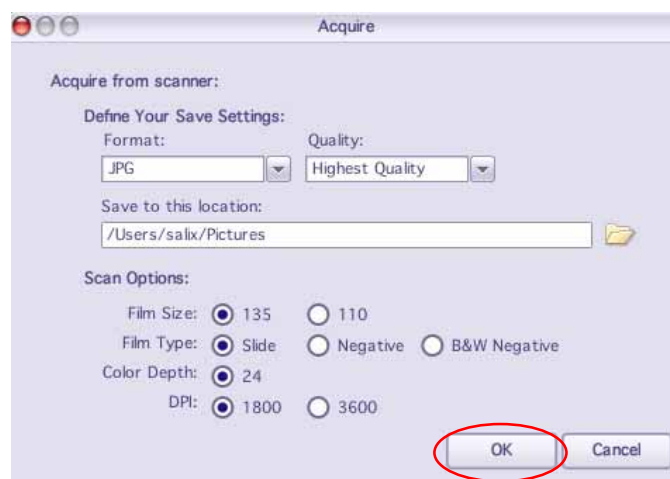 Acquire
Acquire from scanner:
Define Your Save Settings:
Format: Quality:
JPG Highest Quality
Save to this location:
/Users/salix/Pictures
Scan Options:
Film Size: 135 110
Film Type: Slide Negative B&W Negative
Color Depth: 24
DPI: 1800 3600
OK Cancel